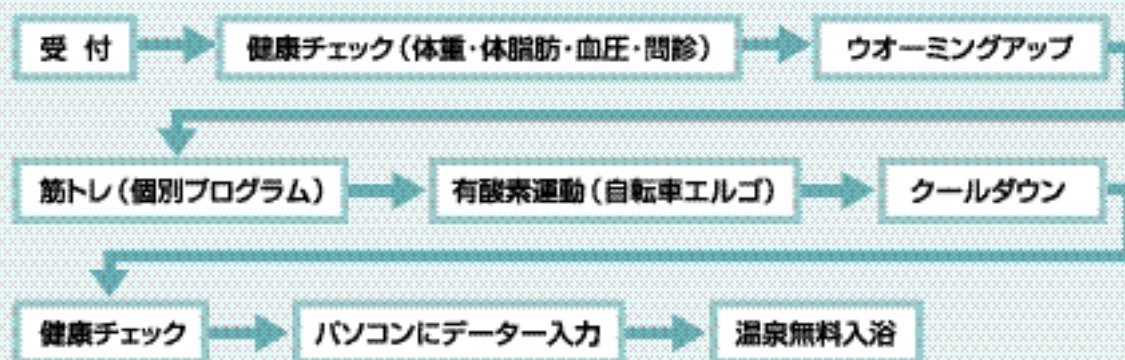 受 付 健康チェック(体重・体脂肪・血圧・問診) ウオーミングアップ
筋トレ(個別プログラム) 有酸素運動(自転車エルゴ) クールダウン
健康チェック パソコンにデーター入力 温泉無料入浴